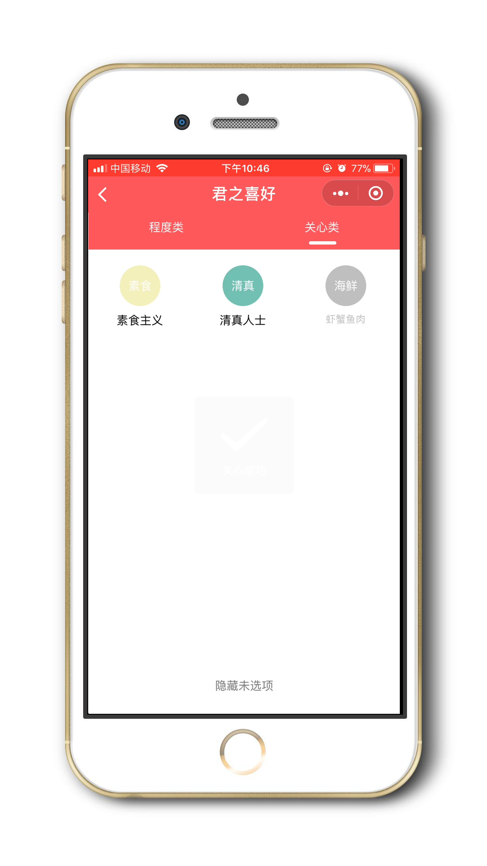 中国移动 下午10:46 77%
君之喜好
程度类 关心类
素食 清真 海鲜
素食主义 清真人士 虾蟹鱼肉
隐藏未选项